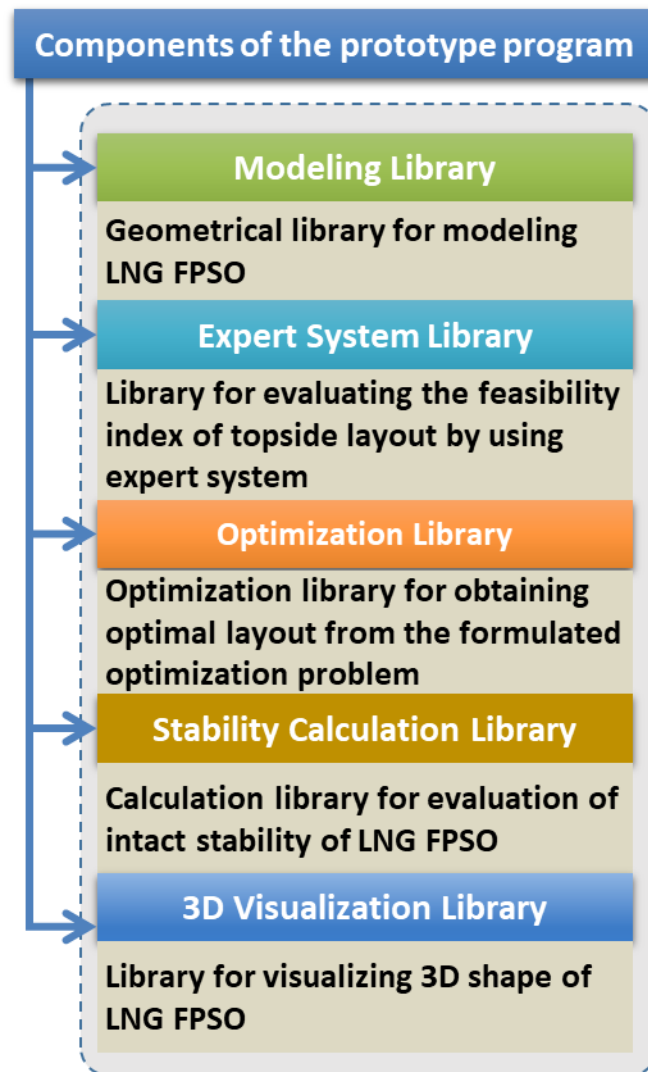 Components of the prototype program
Modeling Library
Geometrical library for modeling
LNG FPSO
Expert System Library
Library for evaluating the feasibility
index of topside layout by using
expert system
Optimization Library
Optimization library for obtaining
optimal layout from the formulated
optimization problem
Stability Calculation Library
Calculation library for evaluation of
intact stability of LNG FPSO
3D Visualization Library
Library for visualizing 3D shape of
LNG FPSO